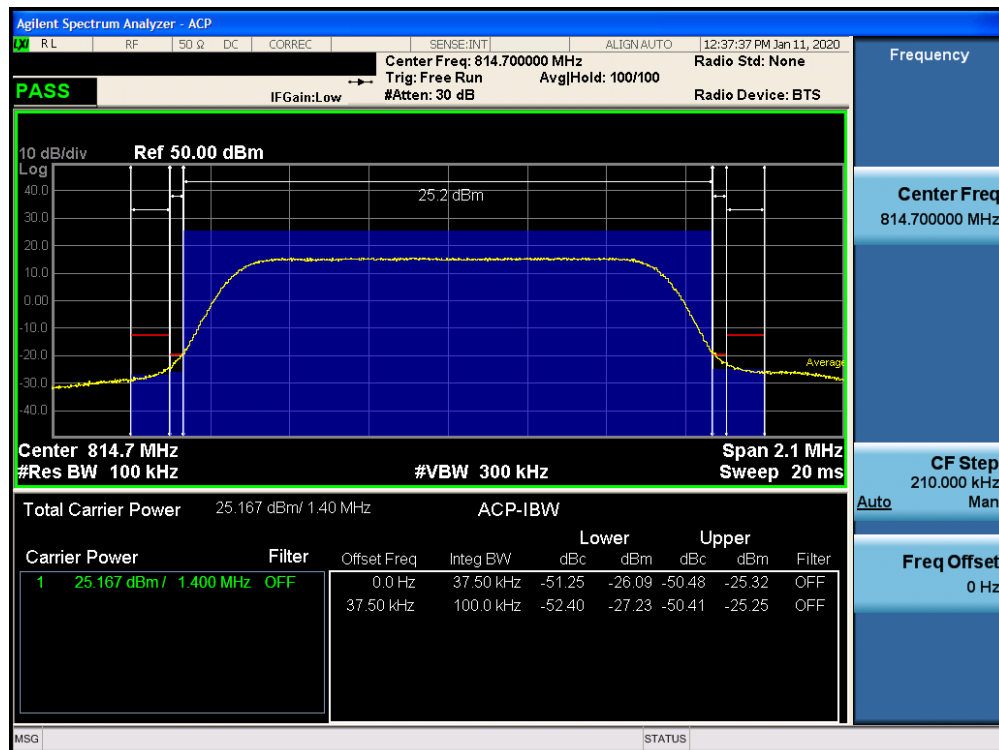 Agilent Spectrum Analyzer - ACP
LXI RL RF 50 Ω DC CORREC SENSE:INT ALIGN AUTO 12:37:37 PM Jan 11, 2020
Center Freq: 814.700000 MHz Radio Std: None
Trig: Free Run Avg|Hold: 100/100
PASS IFGain:Low #Atten: 30 dB Radio Device: BTS
10 dB/div Ref 50.00 dBm
Log
40.0
30.0
20.0
10.0
0.00
-10.0
-20.0
-30.0
-40.0
25.2 dBm
Average
Center 814.7 MHz Span 2.1 MHz
#Res BW 100 kHz #VBW 300 kHz Sweep 20 ms
Total Carrier Power 25.167 dBm/ 1.40 MHz ACP-IBW
Lower Upper
Carrier Power Filter Offset Freq Integ BW dBc dBm dBc dBm Filter
1 25.167 dBm / 1.400 MHz OFF 0.0 Hz 37.50 kHz -51.25 -26.09 -50.48 -25.32 OFF
37.50 kHz 100.0 kHz -52.40 -27.23 -50.41 -25.25 OFF
MSG STATUS
Frequency
Center Freq
814.700000 MHz
CF Step
210.000 kHz
Auto Man
Freq Offset
0 Hz